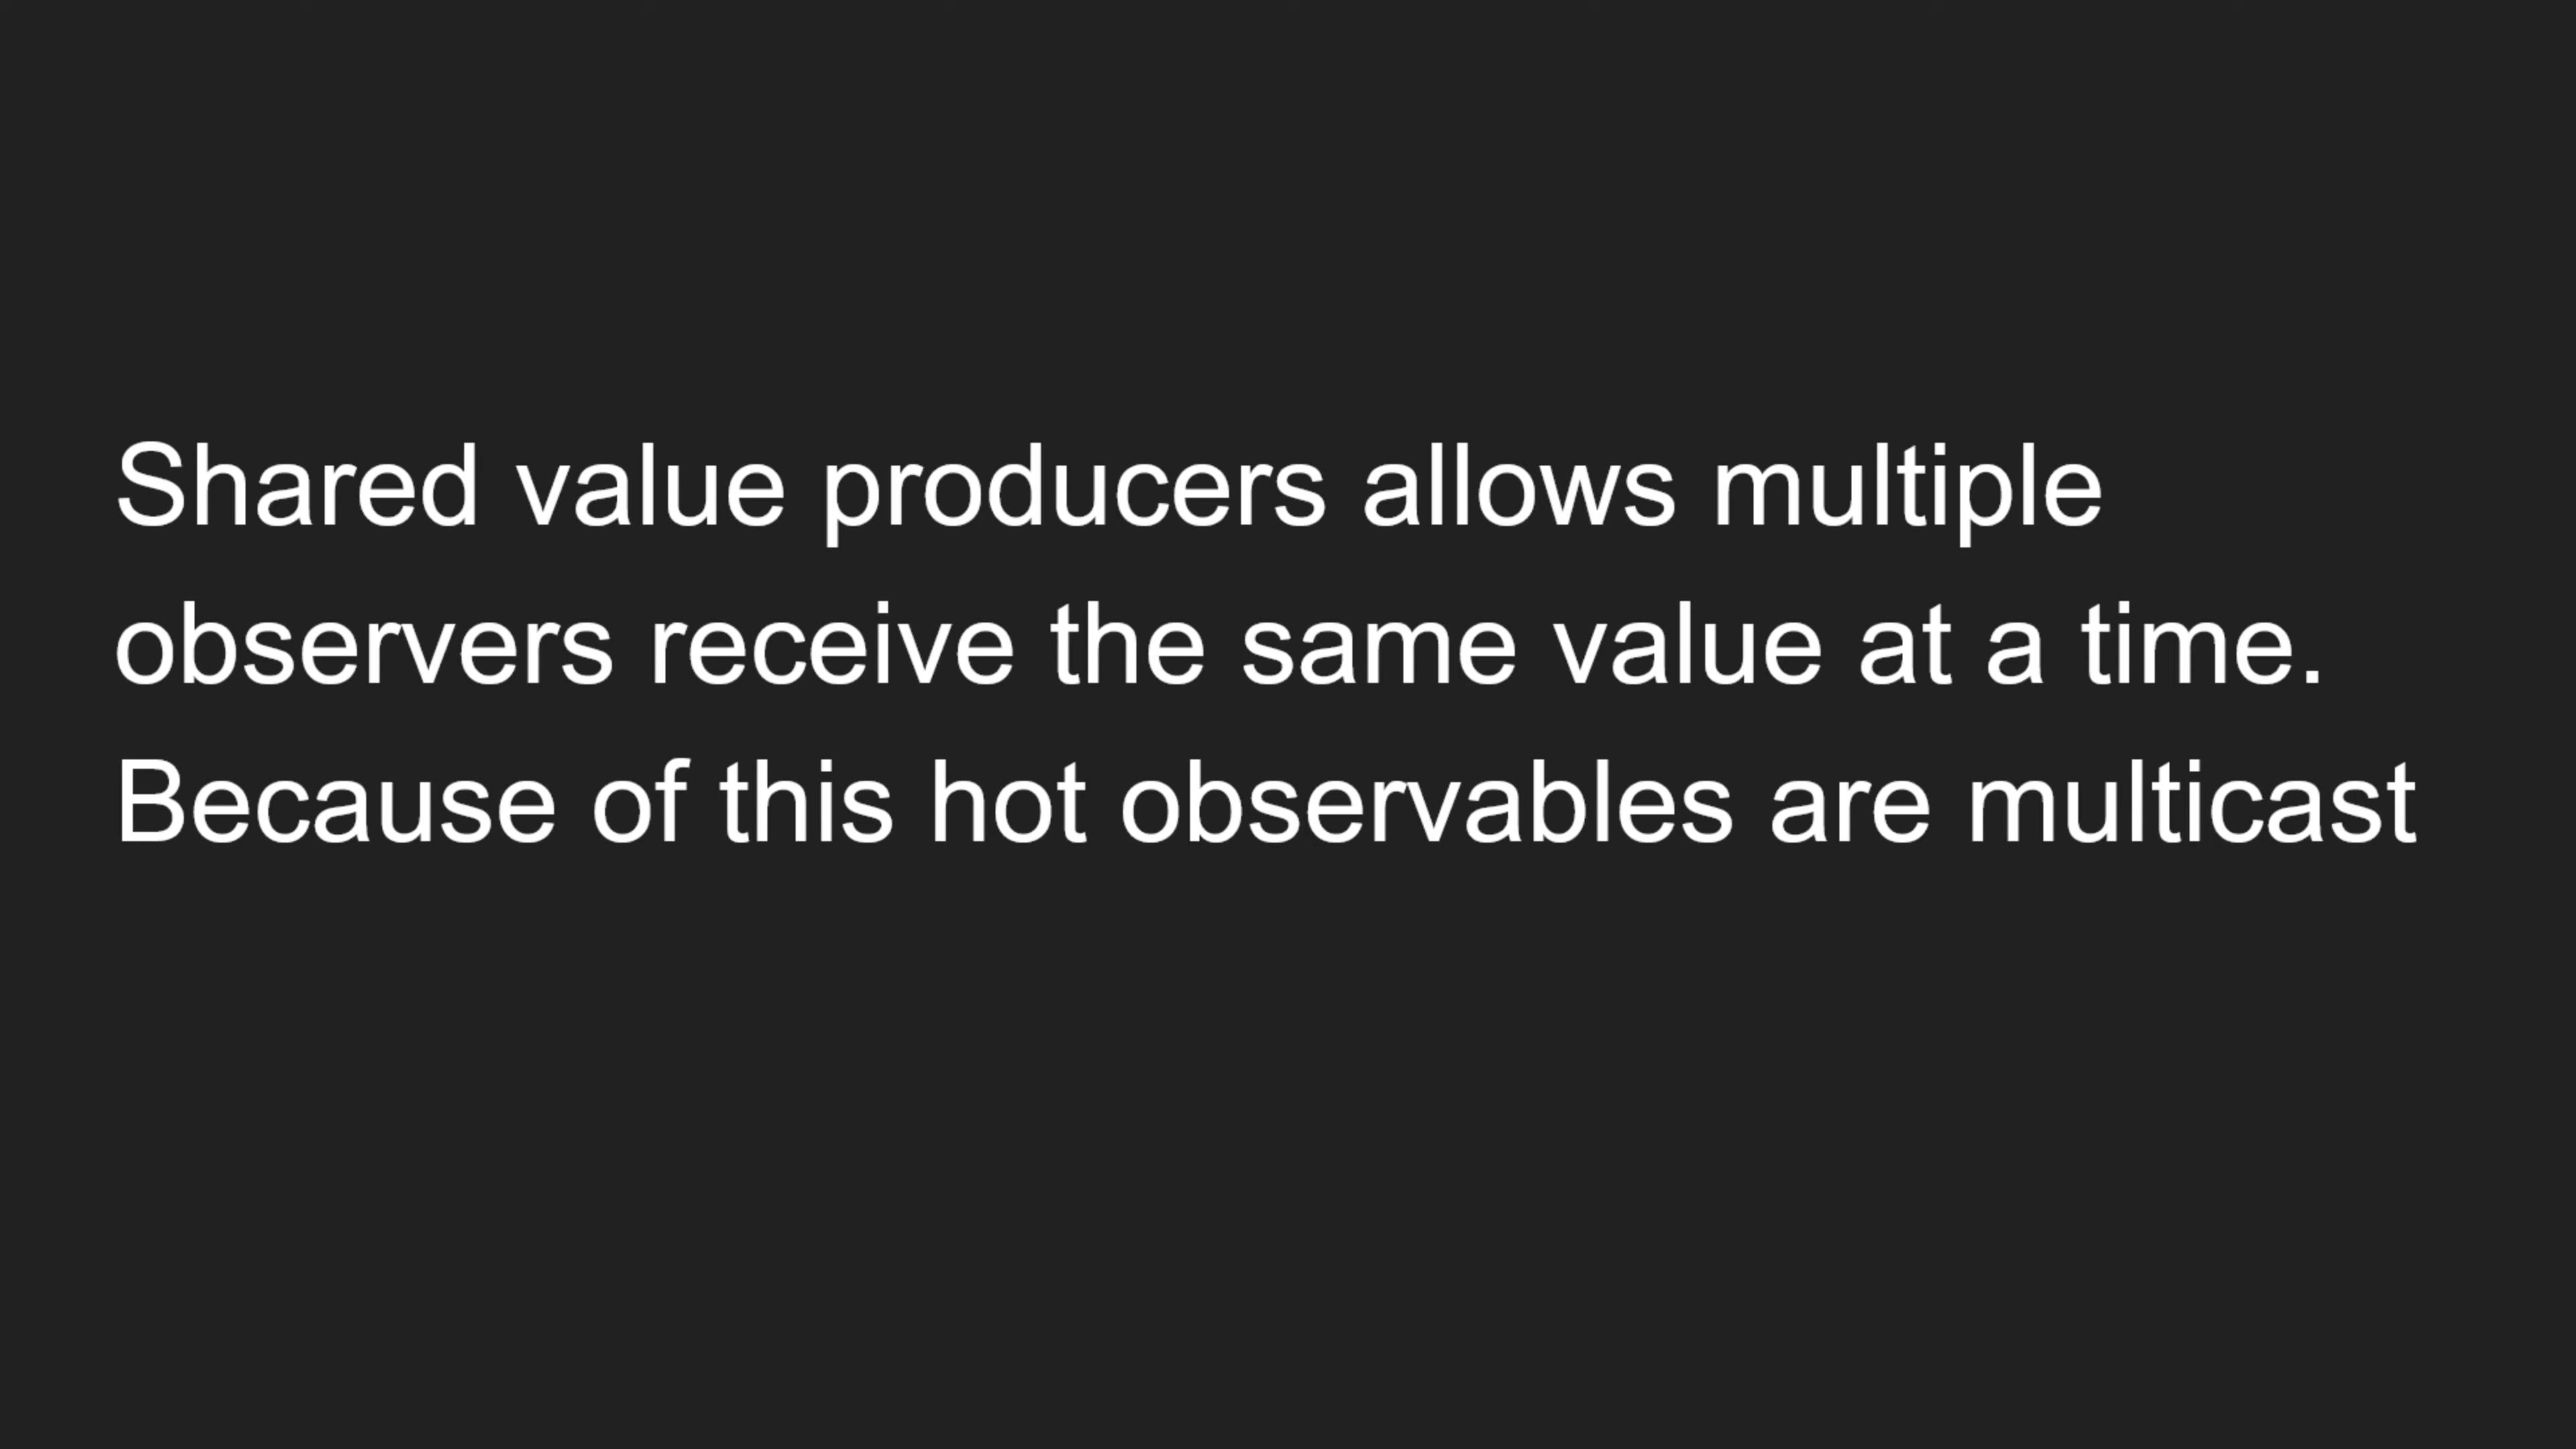 Shared value producers allows multiple
observers receive the same value at a time.
Because of this hot observables are multicast